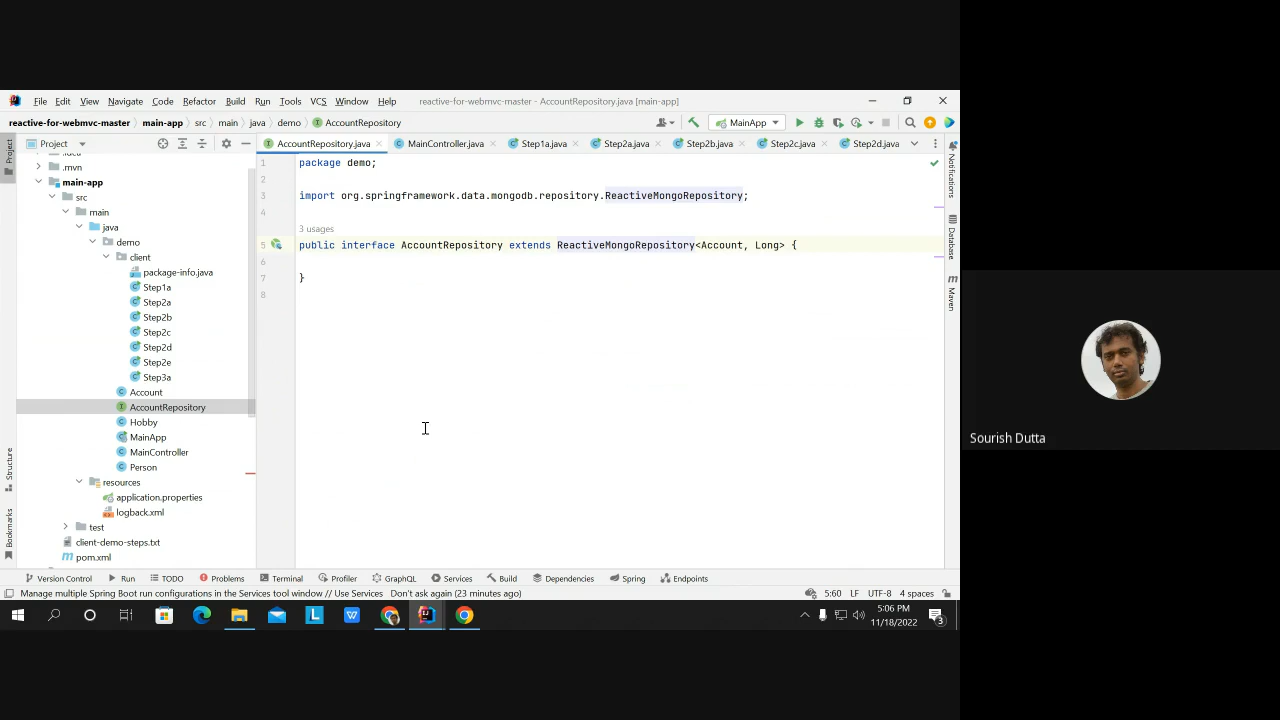 File Edit View Navigate Code Refactor Build Run Tools VCS Window Help reactive-for-webmvc-master - AccountRepository.java [main-app]
reactive-for-webmvc-master main-app src main java demo AccountRepository MainApp
Project AccountRepository.java MainController.java Step1a.java Step2a.java Step2b.java Step2c.java Step2d.java
Project
Notifications
Database
Maven
Structure
Bookmarks
.mvn
main-app
src
main
java
demo
client
package-info.java
Step1a
Step2a
Step2b
Step2c
Step2d
Step2e
Step3a
Account
AccountRepository
Hobby
MainApp
MainController
Person
resources
application.properties
logback.xml
test
client-demo-steps.txt
pom.xml
1 package demo;
2
3 import org.springframework.data.mongodb.repository.ReactiveMongoRepository;
4
3 usages
5 public interface AccountRepository extends ReactiveMongoRepository<Account, Long> {
6
7 }
8
Sourish Dutta
Version Control Run TODO Problems Terminal Profiler GraphQL Services Build Dependencies Spring Endpoints
Manage multiple Spring Boot run configurations in the Services tool window // Use Services Don't ask again (23 minutes ago) 5:60 LF UTF-8 4 spaces
5:06 PM
11/18/2022
3